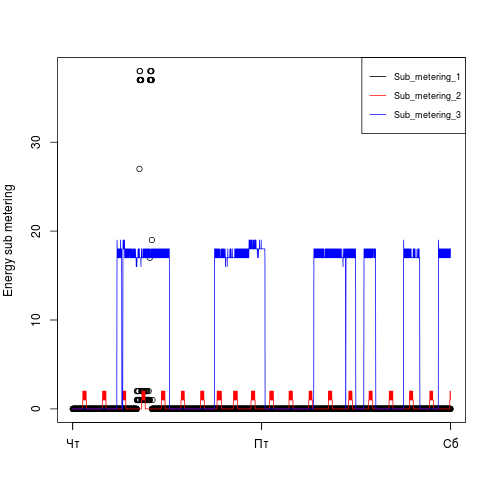 Sub_metering_1
Sub_metering_2
Sub_metering_3
Energy sub metering
30
20
10
0
Чт Пт Сб